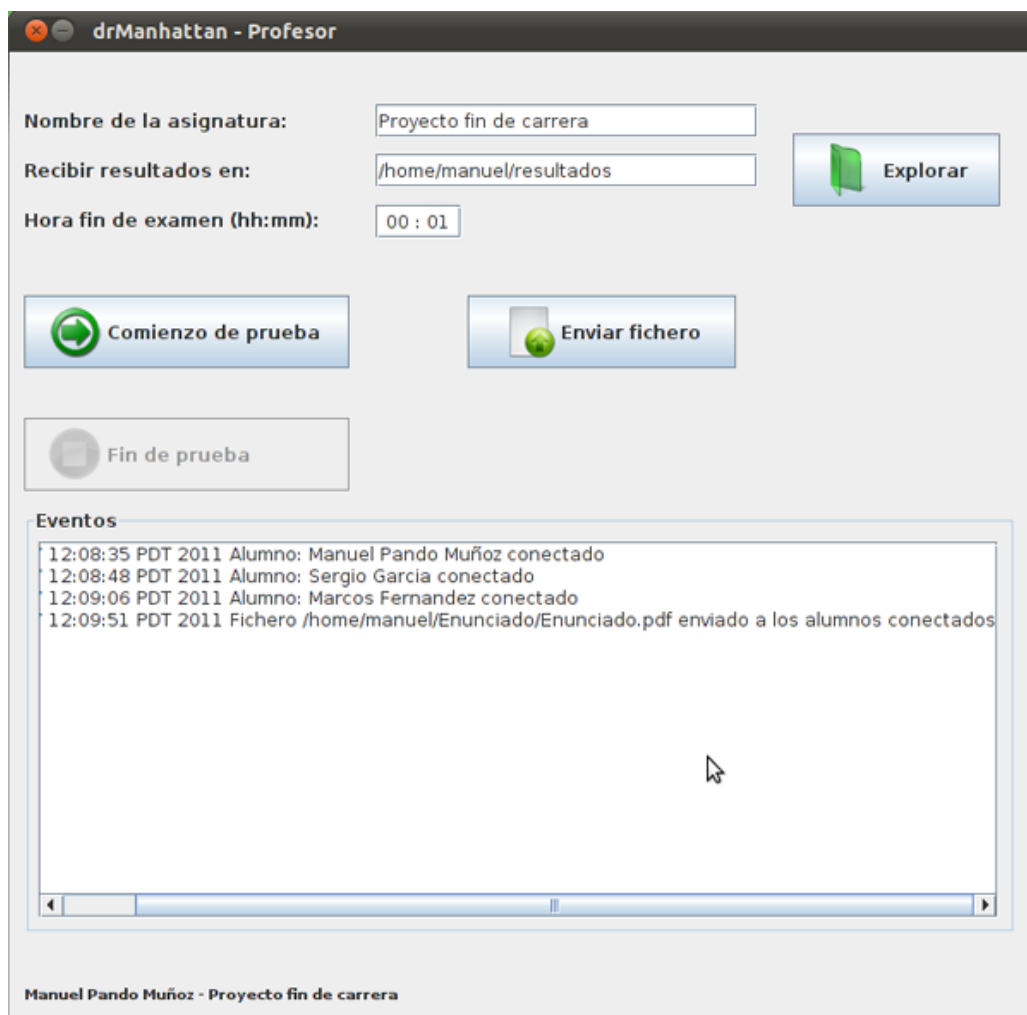 drManhattan - Profesor
Nombre de la asignatura: Proyecto fin de carrera
Recibir resultados en: /home/manuel/resultados
Explorar
Hora fin de examen (hh:mm): 00 : 01
Comienzo de prueba
Enviar fichero
Fin de prueba
Eventos
12:08:35 PDT 2011 Alumno: Manuel Pando Muñoz conectado
12:08:48 PDT 2011 Alumno: Sergio Garcia conectado
12:09:06 PDT 2011 Alumno: Marcos Fernandez conectado
12:09:51 PDT 2011 Fichero /home/manuel/Enunciado/Enunciado.pdf enviado a los alumnos conectados
Manuel Pando Muñoz - Proyecto fin de carrera